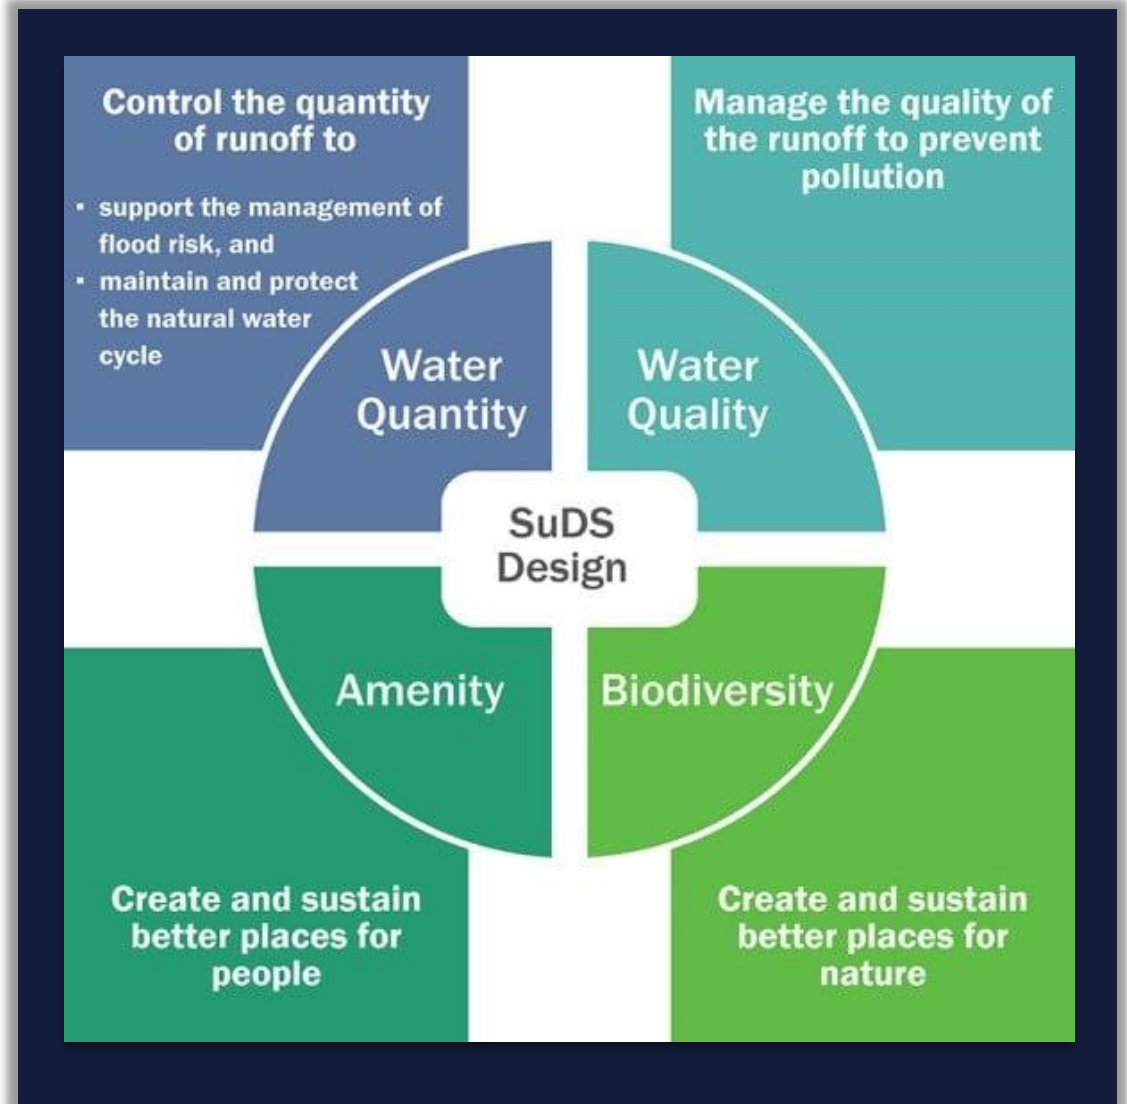 Control the quantity
of runoff to
▪ support the management of
flood risk, and
▪ maintain and protect
the natural water
cycle
Manage the quality of
the runoff to prevent
pollution
Water
Quantity
Water
Quality
SuDS
Design
Amenity
Biodiversity
Create and sustain
better places for
people
Create and sustain
better places for
nature